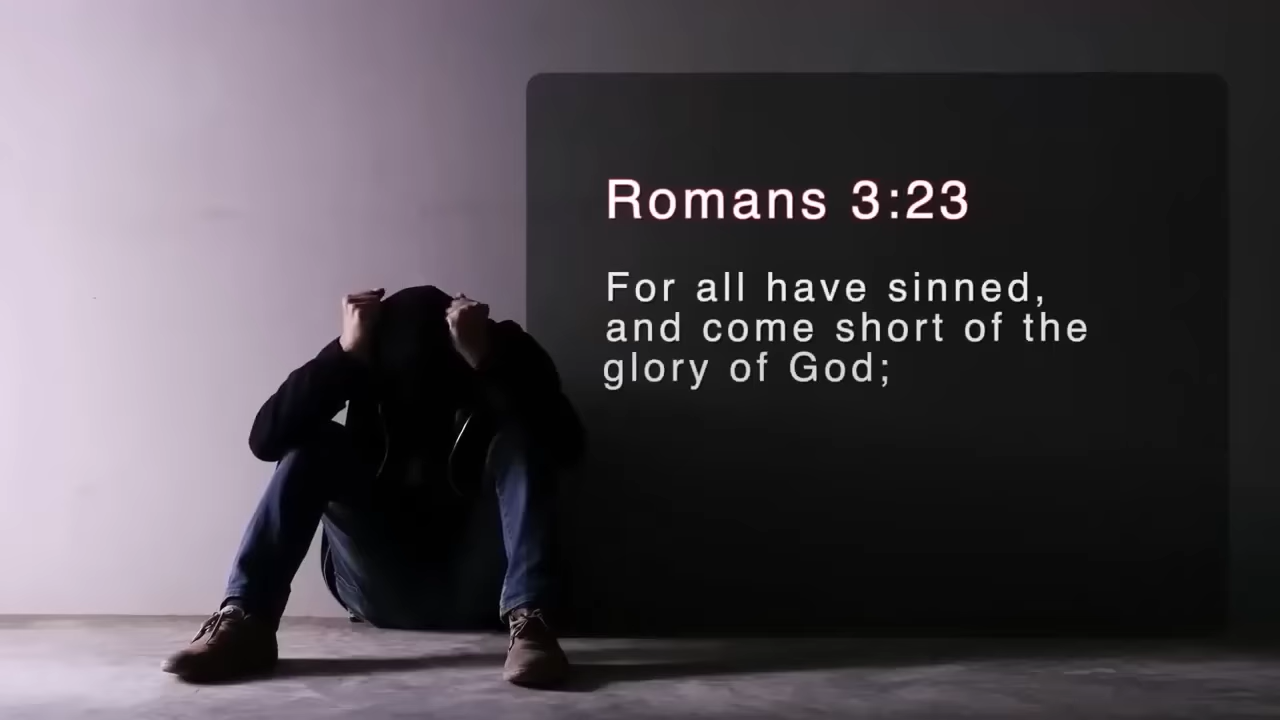 Romans 3:23
For all have sinned,
and come short of the
glory of God;